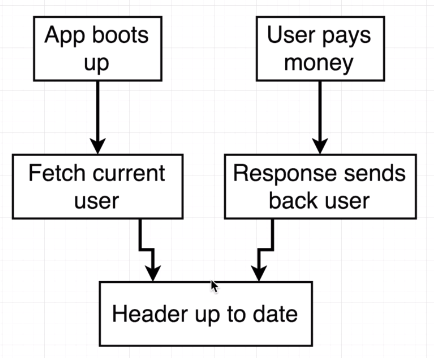 App boots
up
User pays
money
Fetch current
user
Response sends
back user
Header up to date